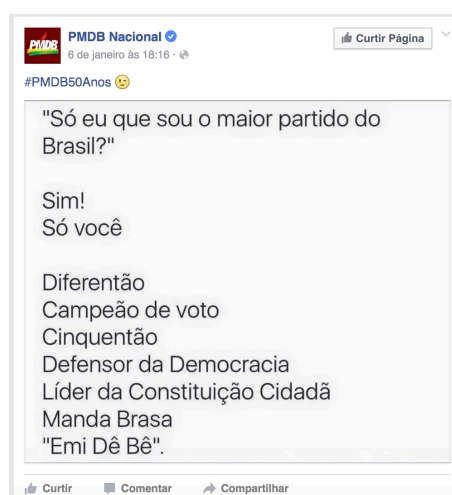 PMDB
PMDB Nacional
Curtir Página
6 de janeiro às 18:16 ·
#PMDB50Anos 😉
"Só eu que sou o maior partido do
Brasil?"
Sim!
Só você
Diferentão
Campeão de voto
Cinquentão
Defensor da Democracia
Líder da Constituição Cidadã
Manda Brasa
"Emi Dê Bê".
Curtir Comentar Compartilhar